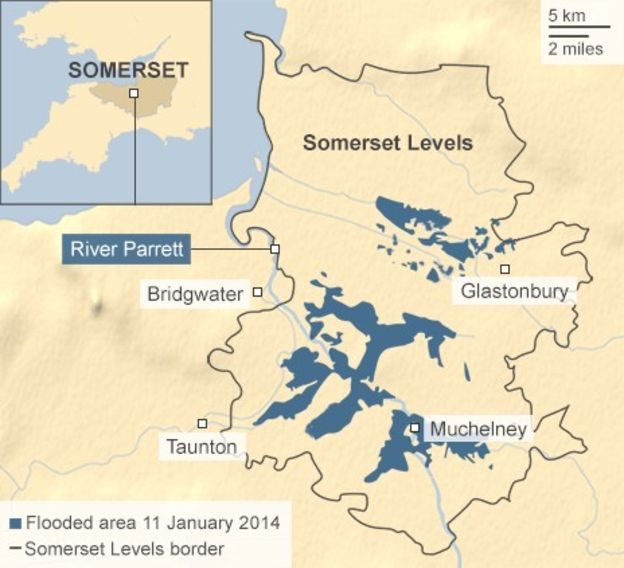 5 km
2 miles
SOMERSET
Somerset Levels
River Parrett
Bridgwater
Glastonbury
Muchelney
Taunton
Flooded area 11 January 2014
Somerset Levels border